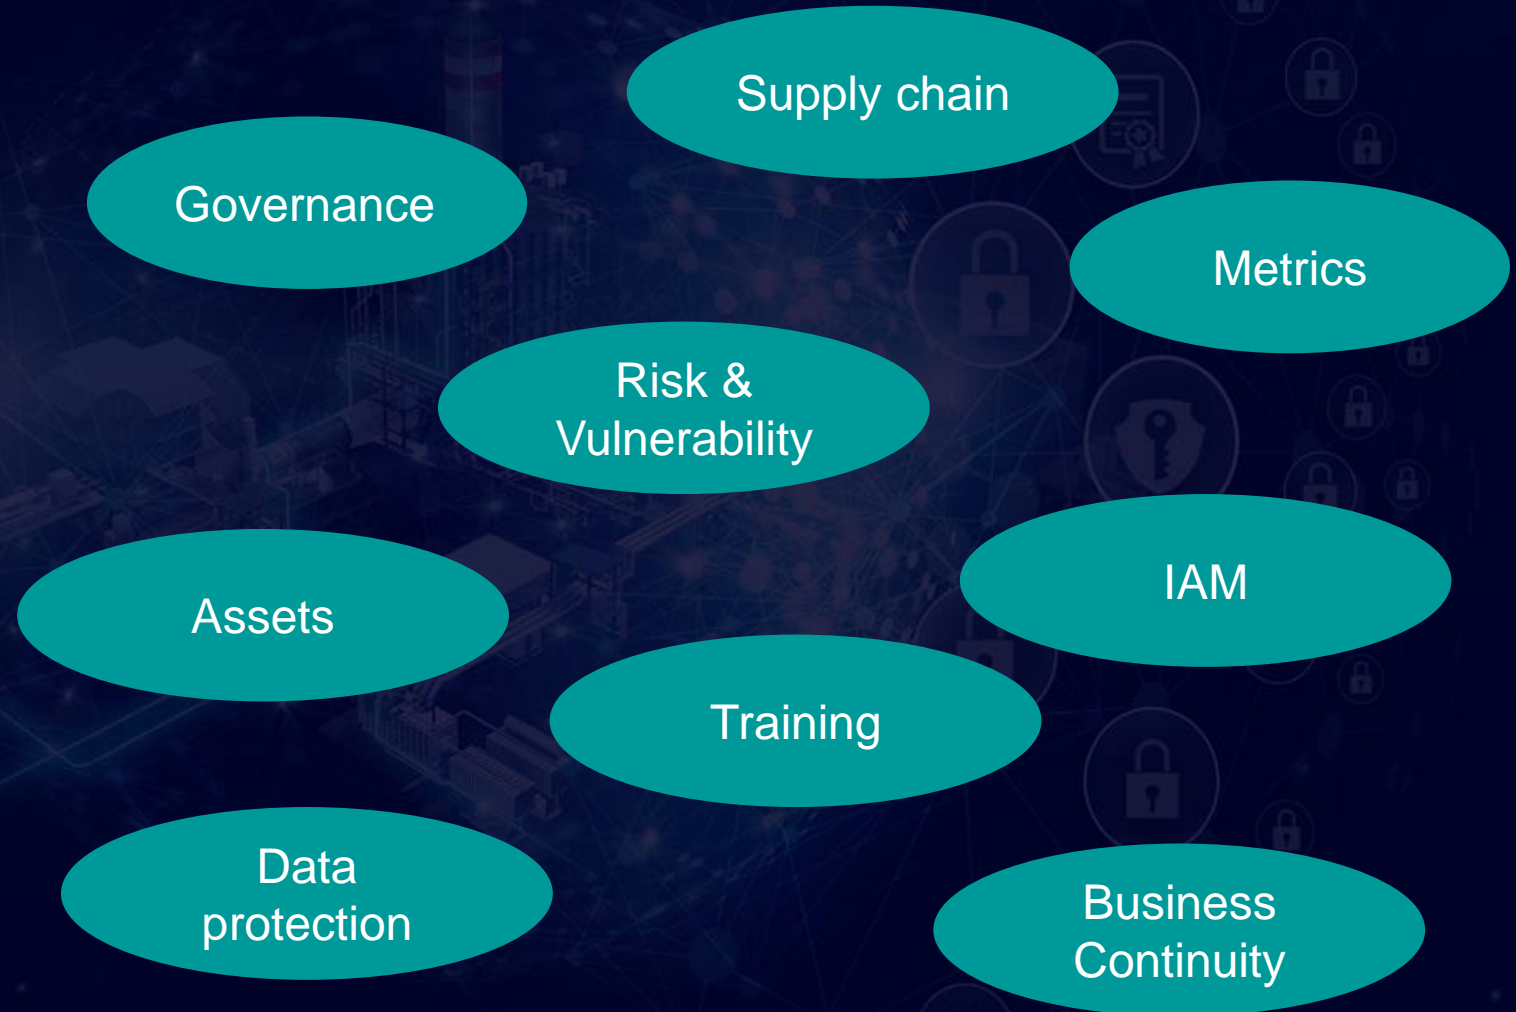 Supply chain
Governance
Metrics
Risk &
Vulnerability
IAM
Assets
Training
Data
protection
Business
Continuity